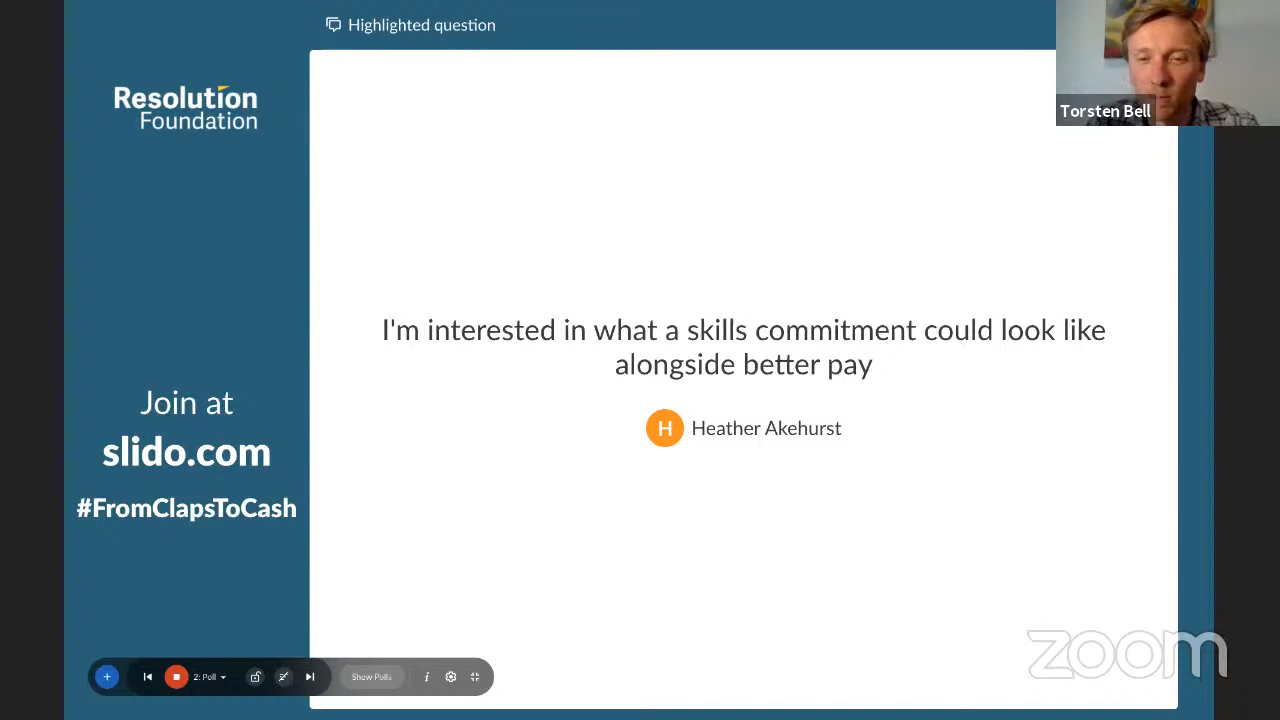 Highlighted question
Torsten Bell
Resolution
Foundation
I'm interested in what a skills commitment could look like
alongside better pay
H Heather Akehurst
Join at
slido.com
#FromClapsToCash
+ 2: Poll Show Polls i
zoom